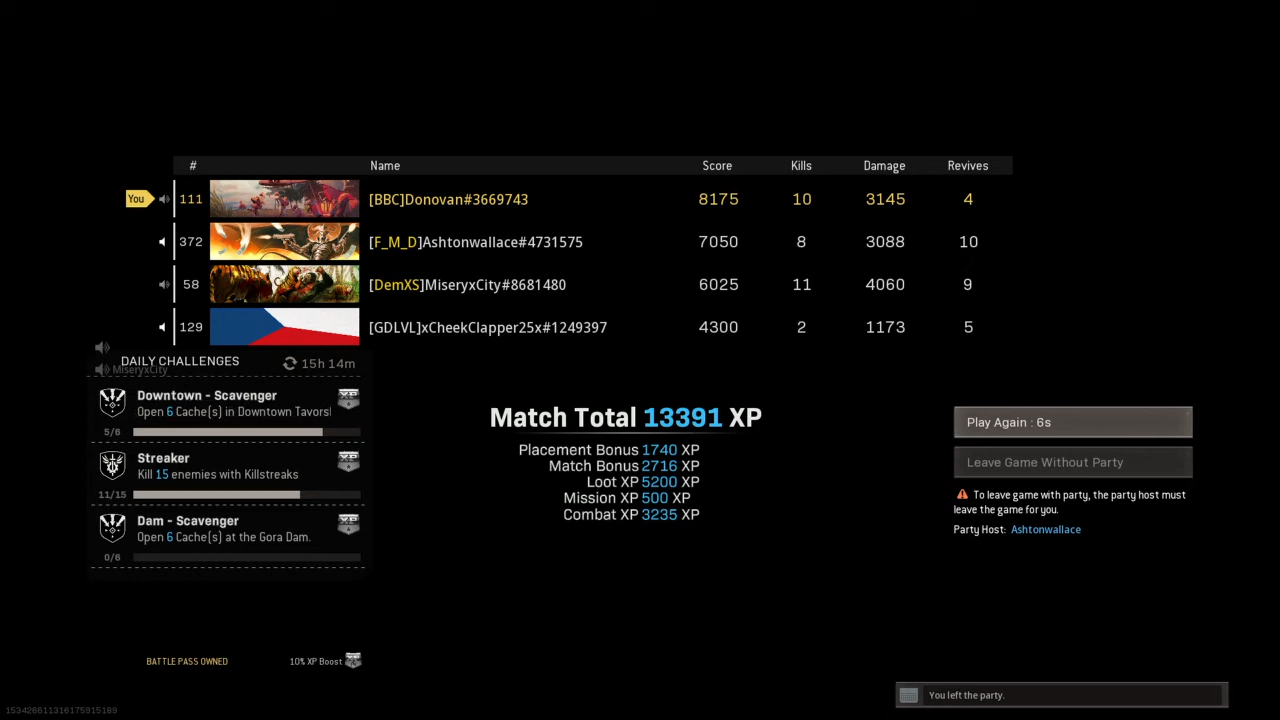 # Name Score Kills Damage Revives
You 111 [BBC]Donovan#3669743 8175 10 3145 4
372 [F_M_D]Ashtonwallace#4731575 7050 8 3088 10
58 [DemXS]MiseryxCity#8681480 6025 11 4060 9
129 [GDLVL]xCheekClapper25x#1249397 4300 2 1173 5
DAILY CHALLENGES 15h 14m
MiseryxCity
Downtown - Scavenger
Open 6 Cache(s) in Downtown Tavorsl
5/6
Streaker
Kill 15 enemies with Killstreaks
11/15
Dam - Scavenger
Open 6 Cache(s) at the Gora Dam.
0/6
Match Total 13391 XP
Placement Bonus 1740 XP
Match Bonus 2716 XP
Loot XP 5200 XP
Mission XP 500 XP
Combat XP 3235 XP
Play Again : 6s
Leave Game Without Party
To leave game with party, the party host must
leave the game for you.
Party Host: Ashtonwallace
BATTLE PASS OWNED 10% XP Boost
You left the party.
153426611316175915189